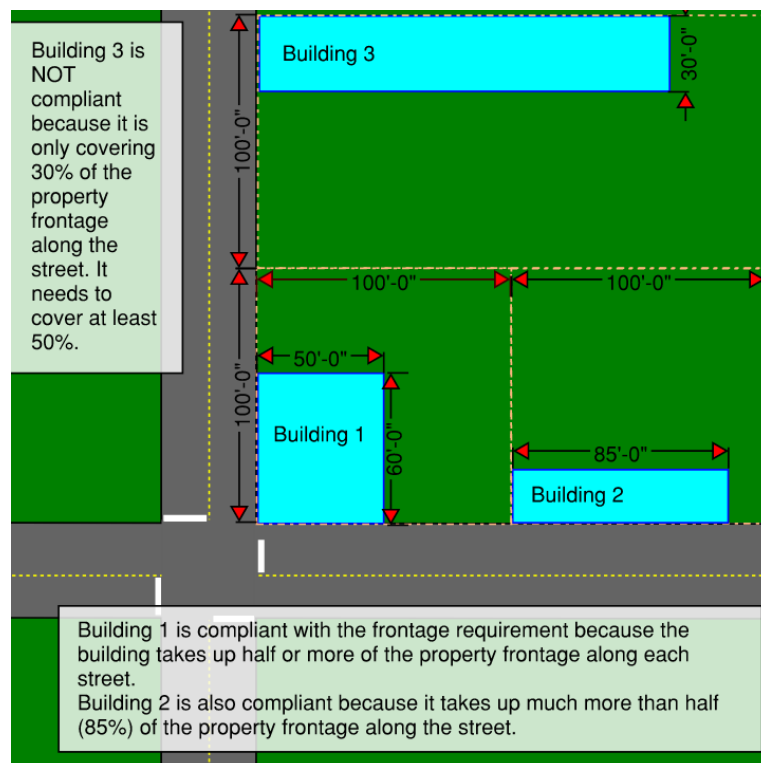 Building 3 is
NOT
compliant
because it is
only covering
30% of the
property
frontage
along the
street. It
needs to
cover at least
50%.
100'-0"
Building 3
30'-0"
100'-0"
100'-0"
100'-0"
50'-0"
Building 1
60'-0"
85'-0"
Building 2
Building 1 is compliant with the frontage requirement because the
building takes up half or more of the property frontage along each
street.
Building 2 is also compliant because it takes up much more than half
(85%) of the property frontage along the street.